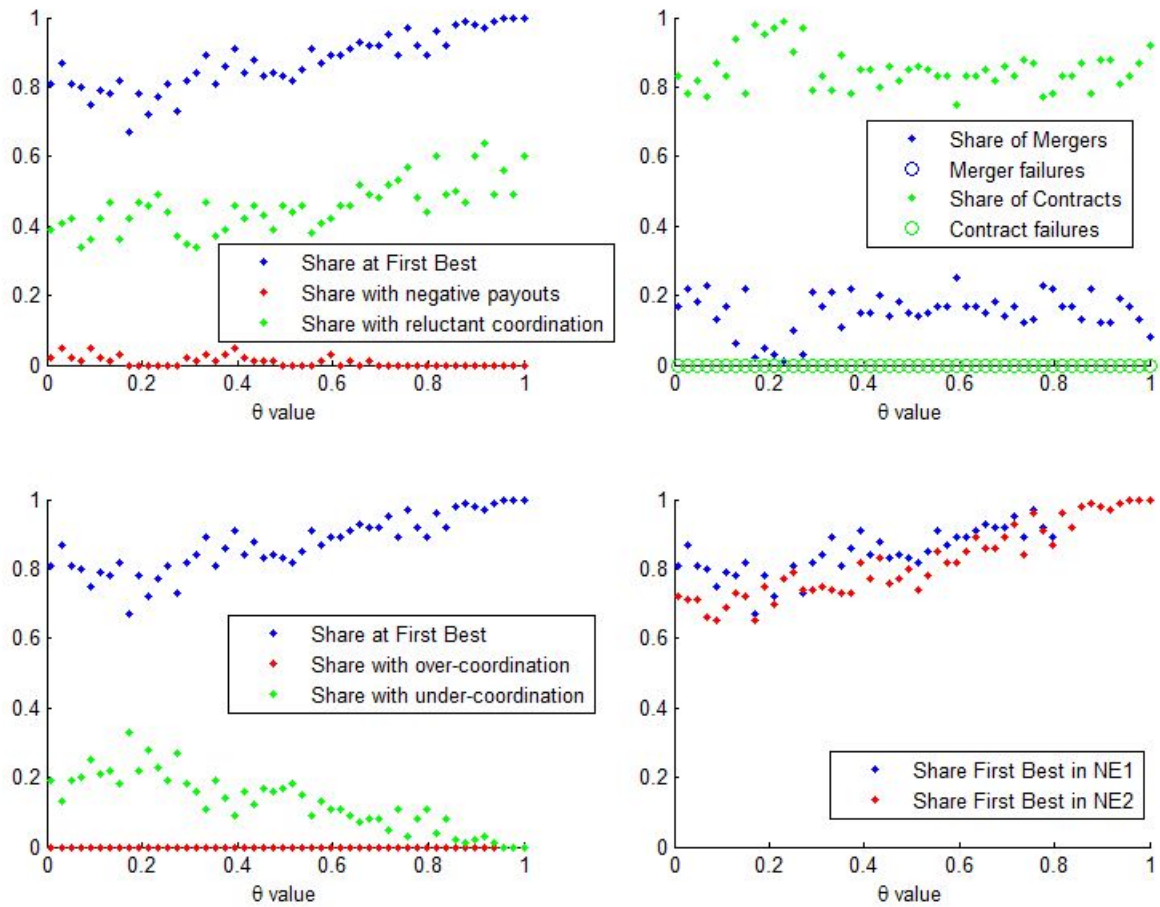 1
0.8
0.6
0.4
0.2
0
Share at First Best
Share with negative payouts
Share with reluctant coordination
0 0.2 0.4 0.6 0.8 1
θ value
1
0.8
0.6
0.4
0.2
0
Share of Mergers
Merger failures
Share of Contracts
Contract failures
0 0.2 0.4 0.6 0.8 1
θ value
1
0.8
0.6
0.4
0.2
0
Share at First Best
Share with over-coordination
Share with under-coordination
0 0.2 0.4 0.6 0.8 1
θ value
1
0.8
0.6
0.4
0.2
0
Share First Best in NE1
Share First Best in NE2
0 0.2 0.4 0.6 0.8 1
θ value